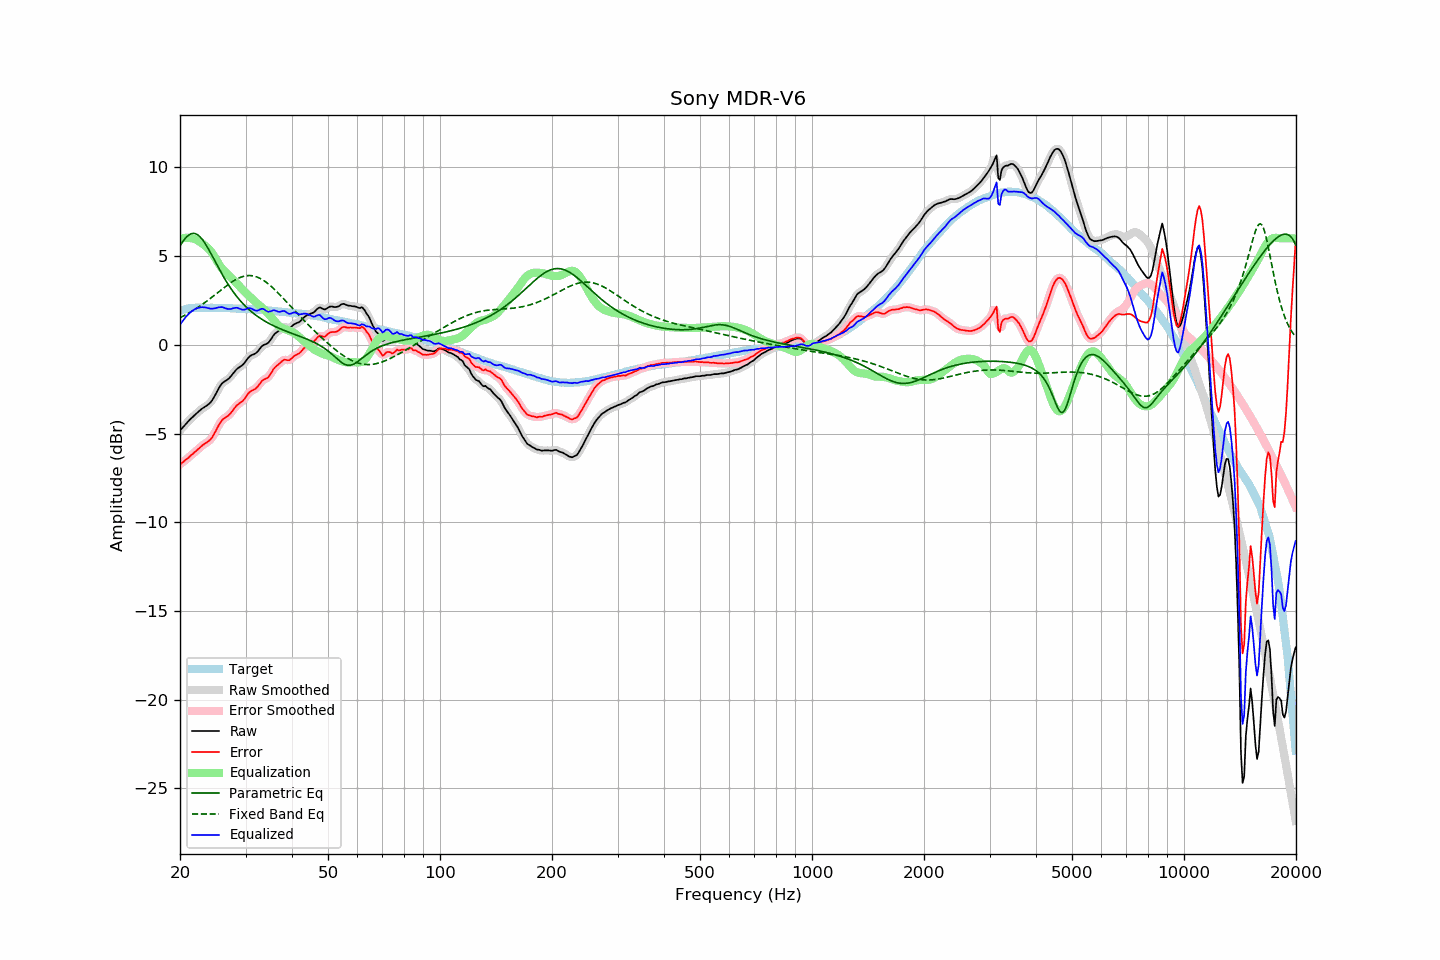 Sony MDR-V6
Amplitude (dBr)
10
5
0
−5
−10
−15
−20
−25
Target
Raw Smoothed
Error Smoothed
Raw
Error
Equalization
Parametric Eq
Fixed Band Eq
Equalized
20 50 100 200 500 1000 2000 5000 10000 20000
Frequency (Hz)